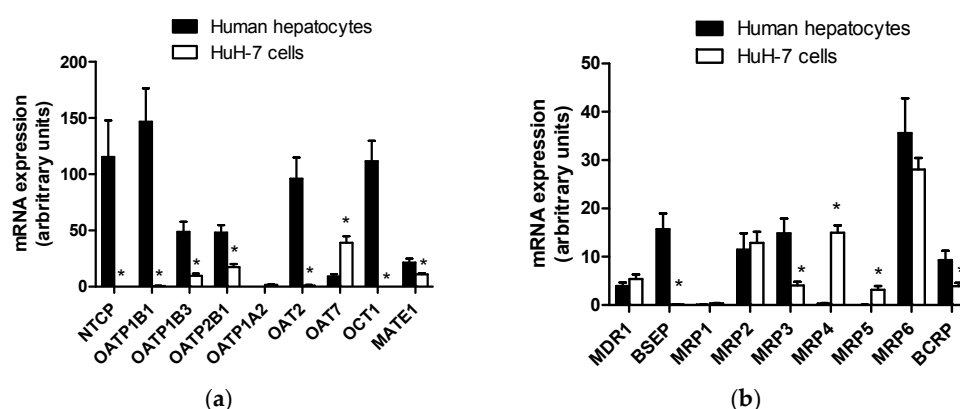 Human hepatocytes
HuH-7 cells
mRNA expression
(arbritrary units)
200
150
100
50
0
* * * * * * * *
NTCP
OATP1B1
OATP1B3
OATP2B1
OATP1A2
OAT2
OAT7
OCT1
MATE1
(a)
Human hepatocytes
HuH-7 cells
mRNA expression
(arbritrary units)
50
40
30
20
10
0
* * * * *
MDR1
BSEP
MRP1
MRP2
MRP3
MRP4
MRP5
MRP6
BCRP
(b)